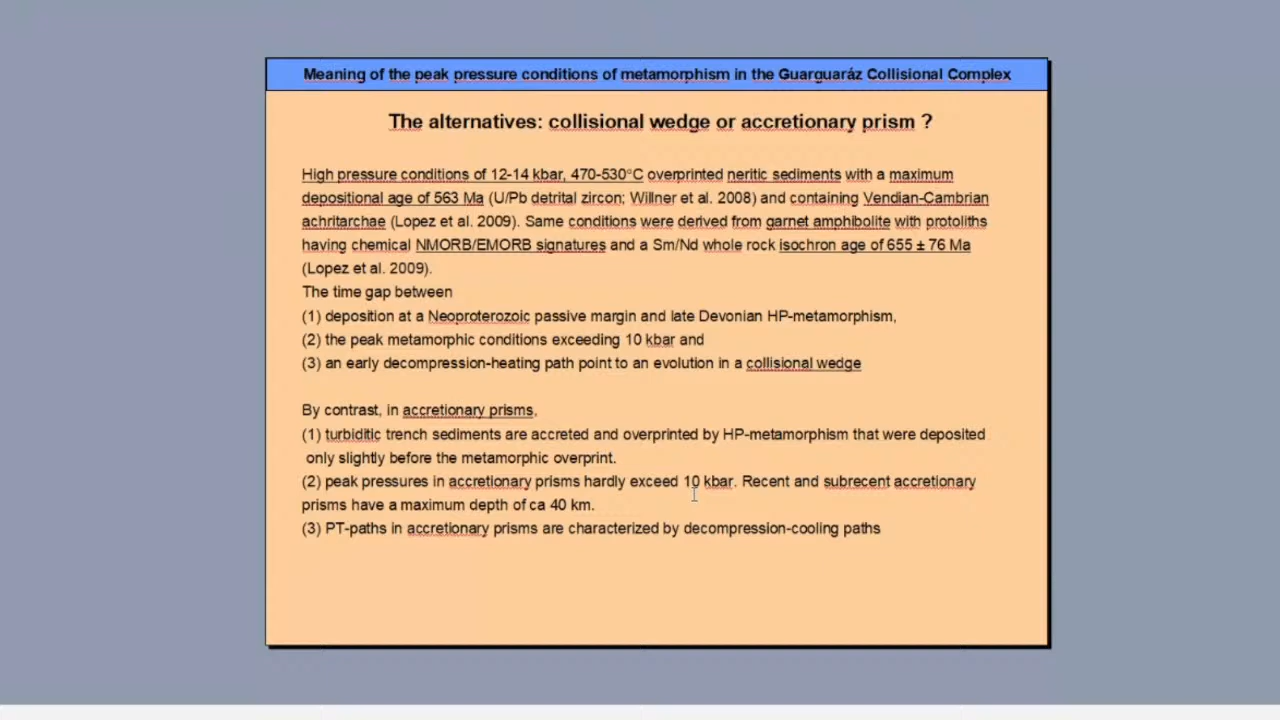 Meaning of the peak pressure conditions of metamorphism in the Guarguaráz Collisional Complex
The alternatives: collisional wedge or accretionary prism ?
High pressure conditions of 12-14 kbar, 470-530°C overprinted neritic sediments with a maximum
depositional age of 563 Ma (U/Pb detrital zircon; Willner et al. 2008) and containing Vendian-Cambrian
achritarchae (Lopez et al. 2009). Same conditions were derived from garnet amphibolite with protoliths
having chemical NMORB/EMORB signatures and a Sm/Nd whole rock isochron age of 655 ± 76 Ma
(Lopez et al. 2009).
The time gap between
(1) deposition at a Neoproterozoic passive margin and late Devonian HP-metamorphism,
(2) the peak metamorphic conditions exceeding 10 kbar and
(3) an early decompression-heating path point to an evolution in a collisional wedge
By contrast, in accretionary prisms,
(1) turbiditic trench sediments are accreted and overprinted by HP-metamorphism that were deposited
only slightly before the metamorphic overprint.
(2) peak pressures in accretionary prisms hardly exceed 10 kbar. Recent and subrecent accretionary
prisms have a maximum depth of ca 40 km.
(3) PT-paths in accretionary prisms are characterized by decompression-cooling paths